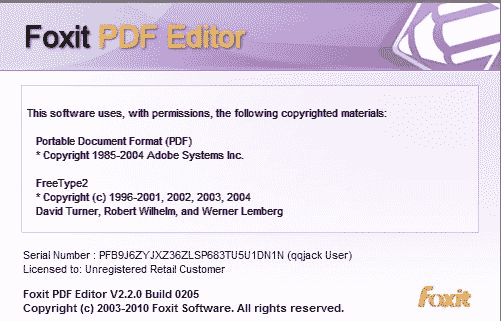 Foxit PDF Editor
This software uses, with permissions, the following copyrighted materials:
Portable Document Format (PDF)
* Copyright 1985-2004 Adobe Systems Inc.
FreeType2
* Copyright (c) 1996-2001, 2002, 2003, 2004
David Turner, Robert Wilhelm, and Werner Lemberg
Serial Number : PFB9J6ZYJXZ36ZLSP683TU5U1DN1N (qqjack User)
Licensed to: Unregistered Retail Customer
Foxit PDF Editor V2.2.0 Build 0205
Copyright (c) 2003-2010 Foxit Software. All rights reserved.
Foxit